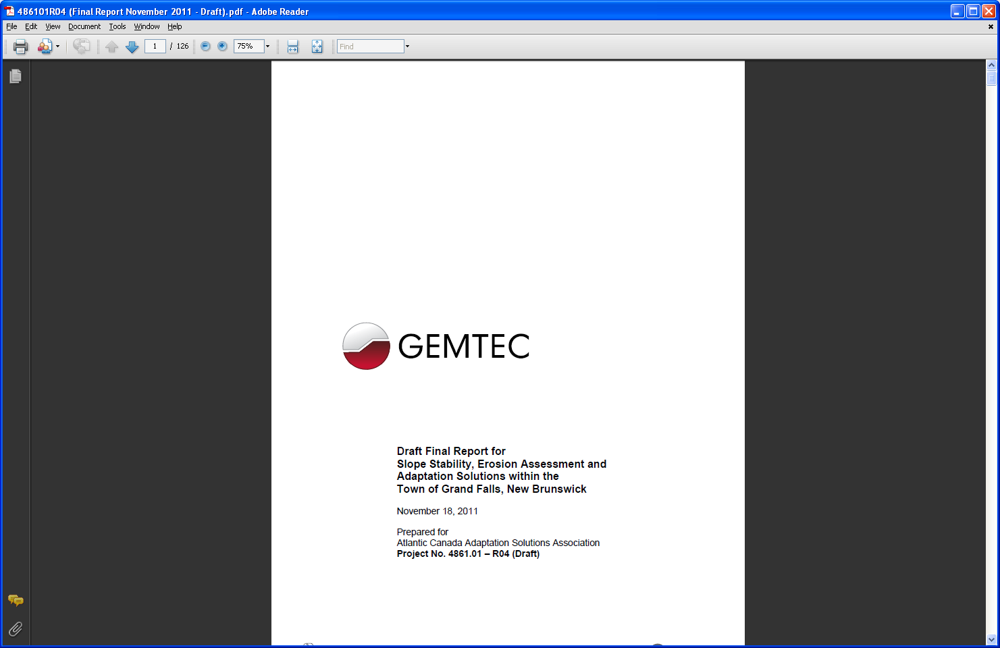 486101R04 (Final Report November 2011 - Draft).pdf - Adobe Reader
File Edit View Document Tools Window Help
1 / 126 75% Find
GEMTEC
Draft Final Report for
Slope Stability, Erosion Assessment and
Adaptation Solutions within the
Town of Grand Falls, New Brunswick
November 18, 2011
Prepared for
Atlantic Canada Adaptation Solutions Association
Project No. 4861.01 – R04 (Draft)